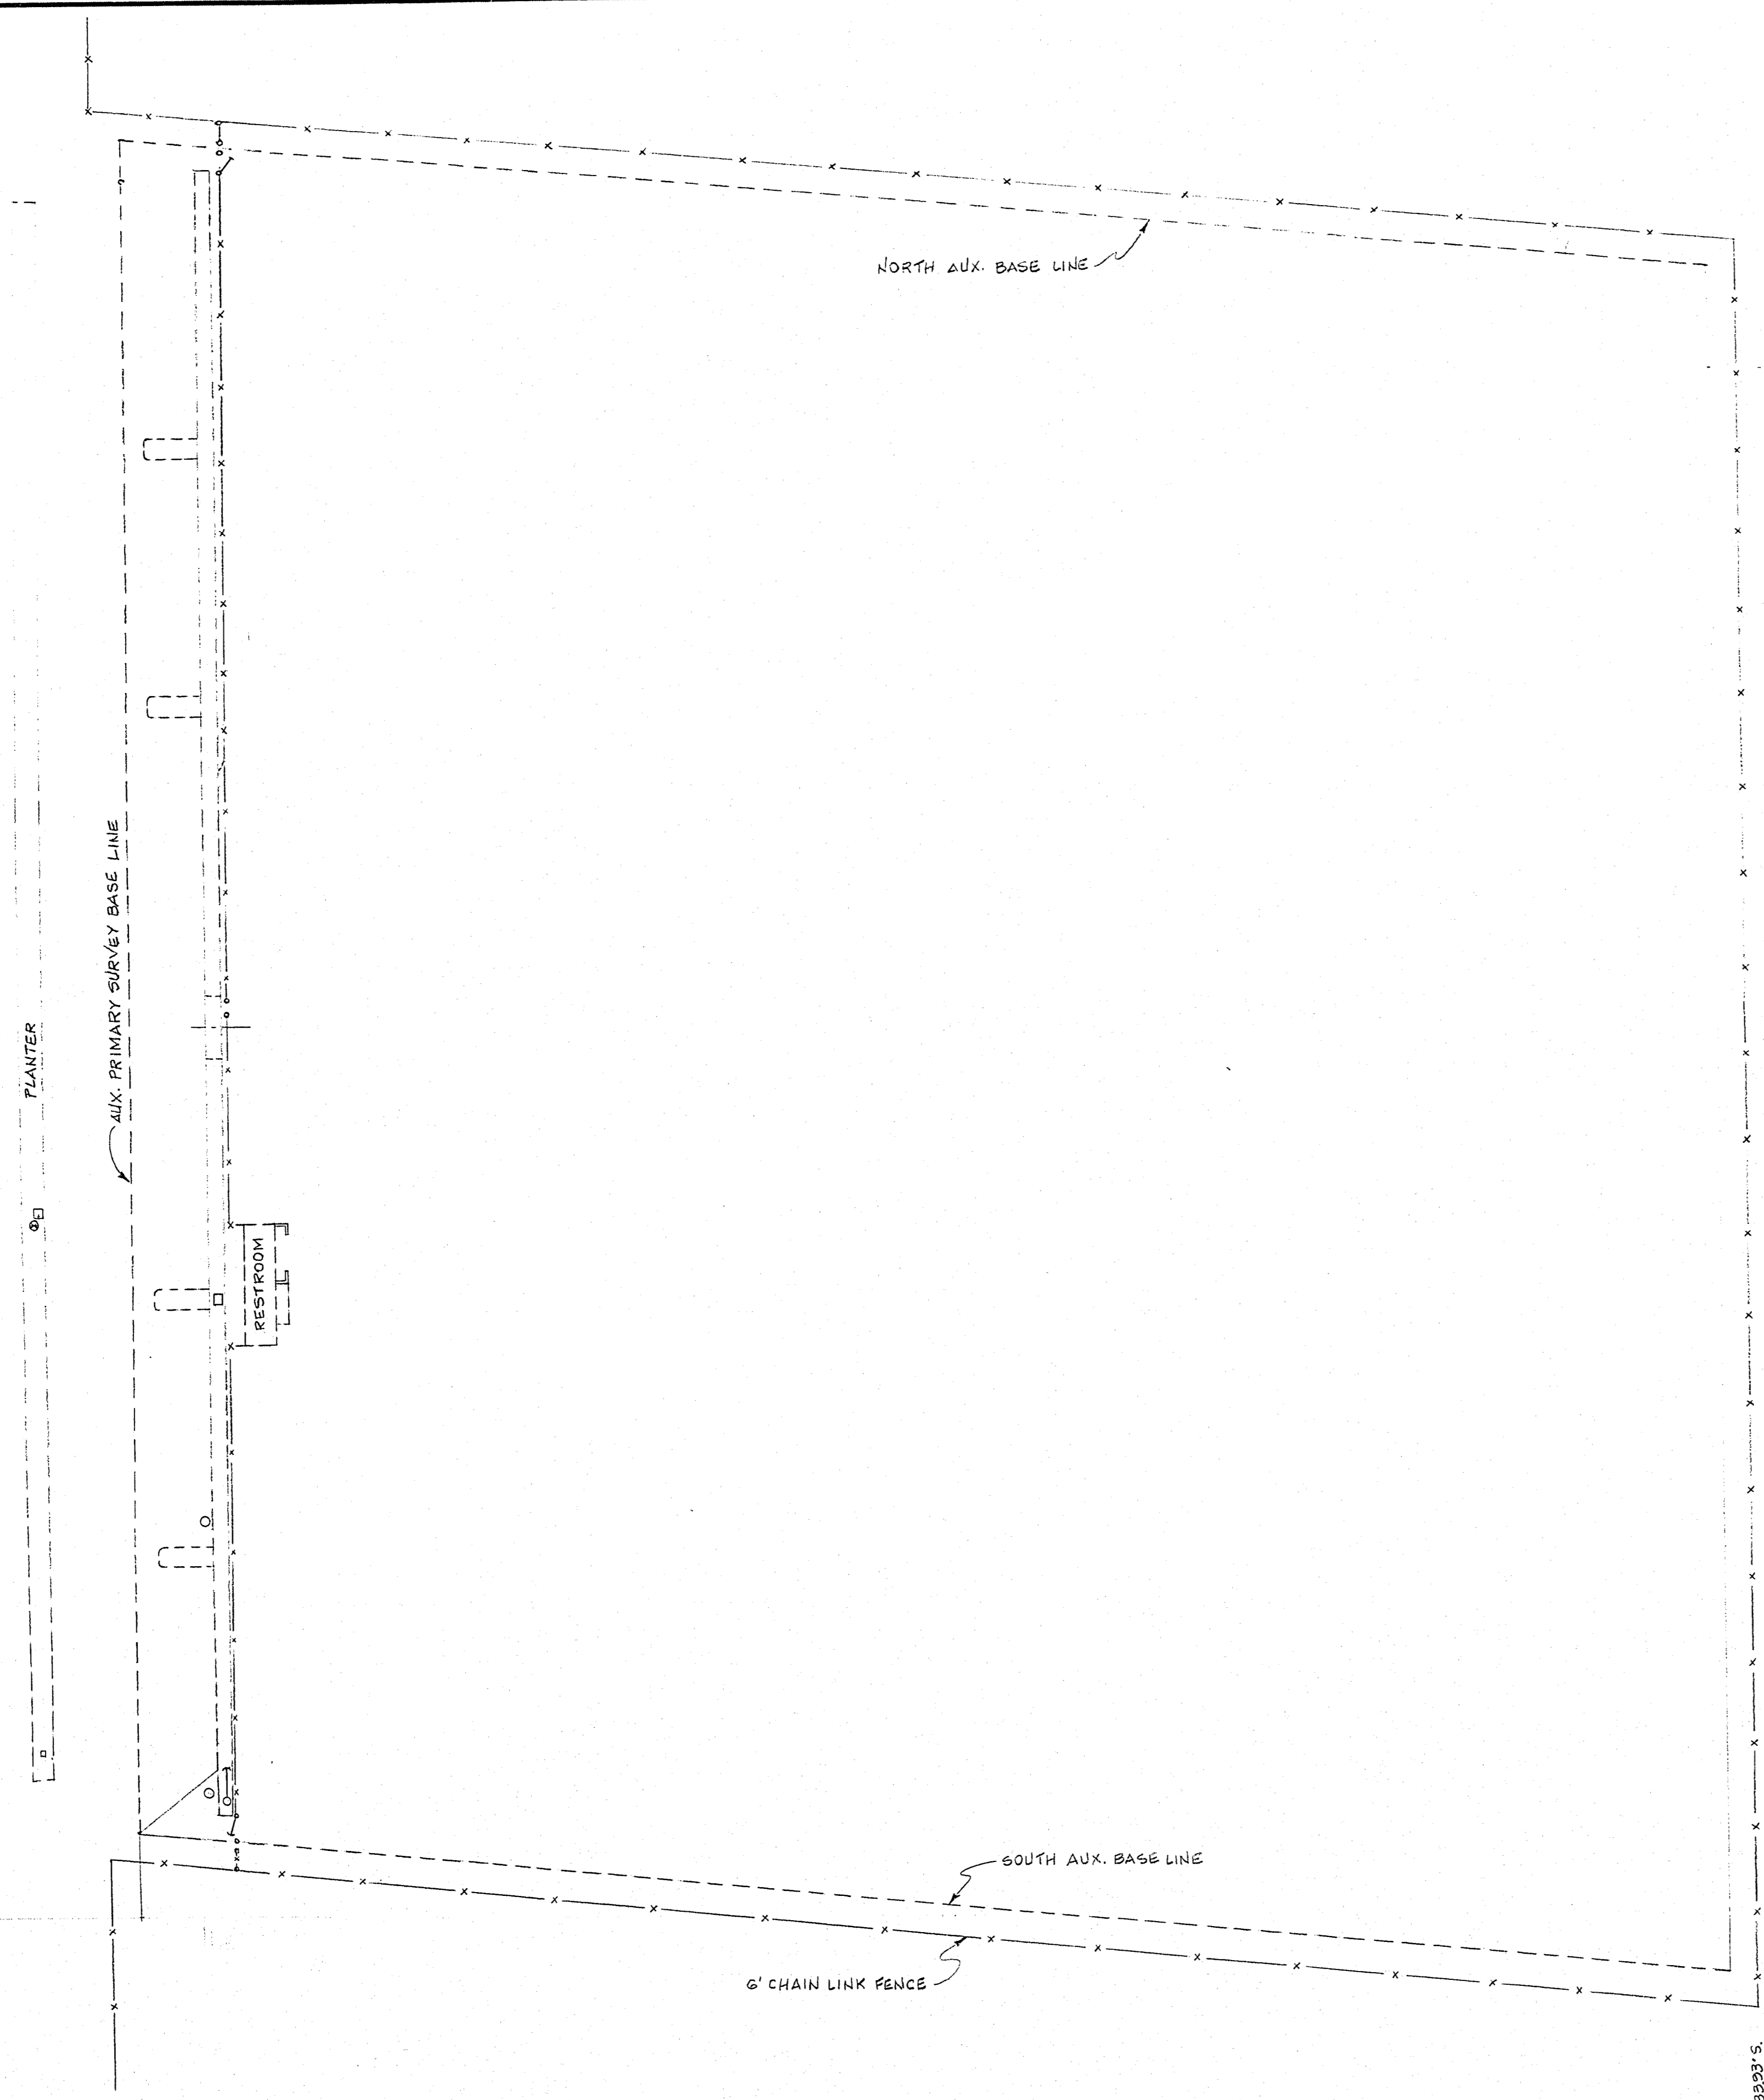 NORTH AUX. BASE LINE
AUX. PRIMARY SURVEY BASE LINE
PLANTER
RESTROOM
SOUTH AUX. BASE LINE
6' CHAIN LINK FENCE